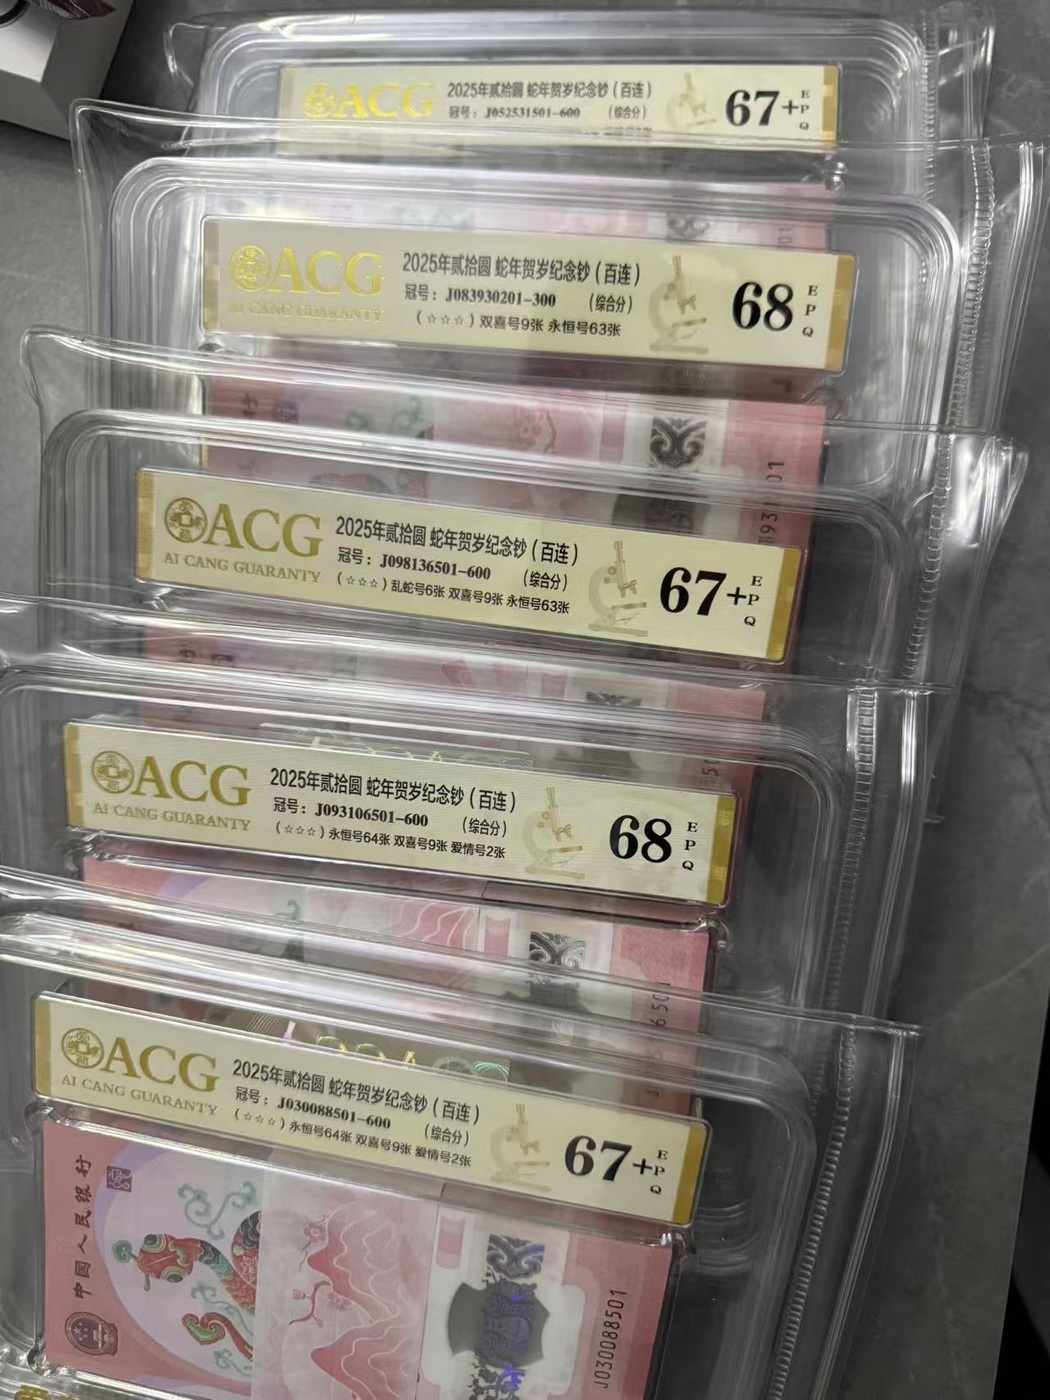 ACG
2025年贰拾圆 蛇年贺岁纪念钞（百连）
冠号：J052531501-600 （综合分）
67+ EPQ
ACG
AI CANG GUARANTY
2025年贰拾圆 蛇年贺岁纪念钞（百连）
冠号：J083930201-300 （综合分）
（☆☆☆）双喜号9张 永恒号63张
68 EPQ
ACG
AI CANG GUARANTY
2025年贰拾圆 蛇年贺岁纪念钞（百连）
冠号：J098136501-600 （综合分）
（☆☆☆）乱蛇号6张 双喜号9张 永恒号63张
67+ EPQ
ACG
AI CANG GUARANTY
2025年贰拾圆 蛇年贺岁纪念钞（百连）
冠号：J093106501-600 （综合分）
（☆☆☆）永恒号64张 双喜号9张 爱情号2张
68 EPQ
ACG
AI CANG GUARANTY
2025年贰拾圆 蛇年贺岁纪念钞（百连）
冠号：J030088501-600 （综合分）
（☆☆☆）永恒号64张 双喜号9张 爱情号2张
67+ EPQ
中国人民银行
J030088501